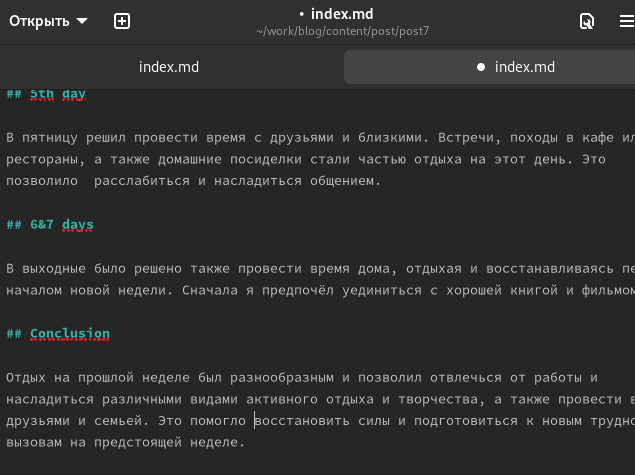 Открыть
• index.md
~/work/blog/content/post/post7
index.md
• index.md
## 5th day
В пятницу решил провести время с друзьями и близкими. Встречи, походы в кафе ил
рестораны, а также домашние посиделки стали частью отдыха на этот день. Это
позволило  расслабиться и насладиться общением.
## 6&7 days
В выходные было решено также провести время дома, отдыхая и восстанавливаясь пе
началом новой недели. Сначала я предпочёл уединиться с хорошей книгой и фильмом
## Conclusion
Отдых на прошлой неделе был разнообразным и позволил отвлечься от работы и
насладиться различными видами активного отдыха и творчества, а также провести в
друзьями и семьей. Это помогло восстановить силы и подготовиться к новым трудно
вызовам на предстоящей неделе.